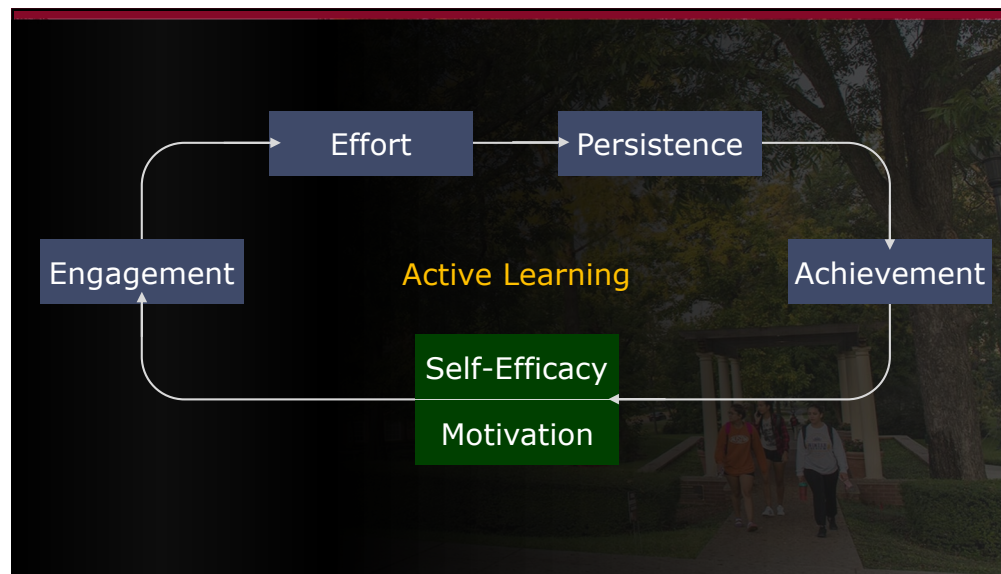 Effort
Persistence
Engagement
Active Learning
Achievement
Self-Efficacy
Motivation